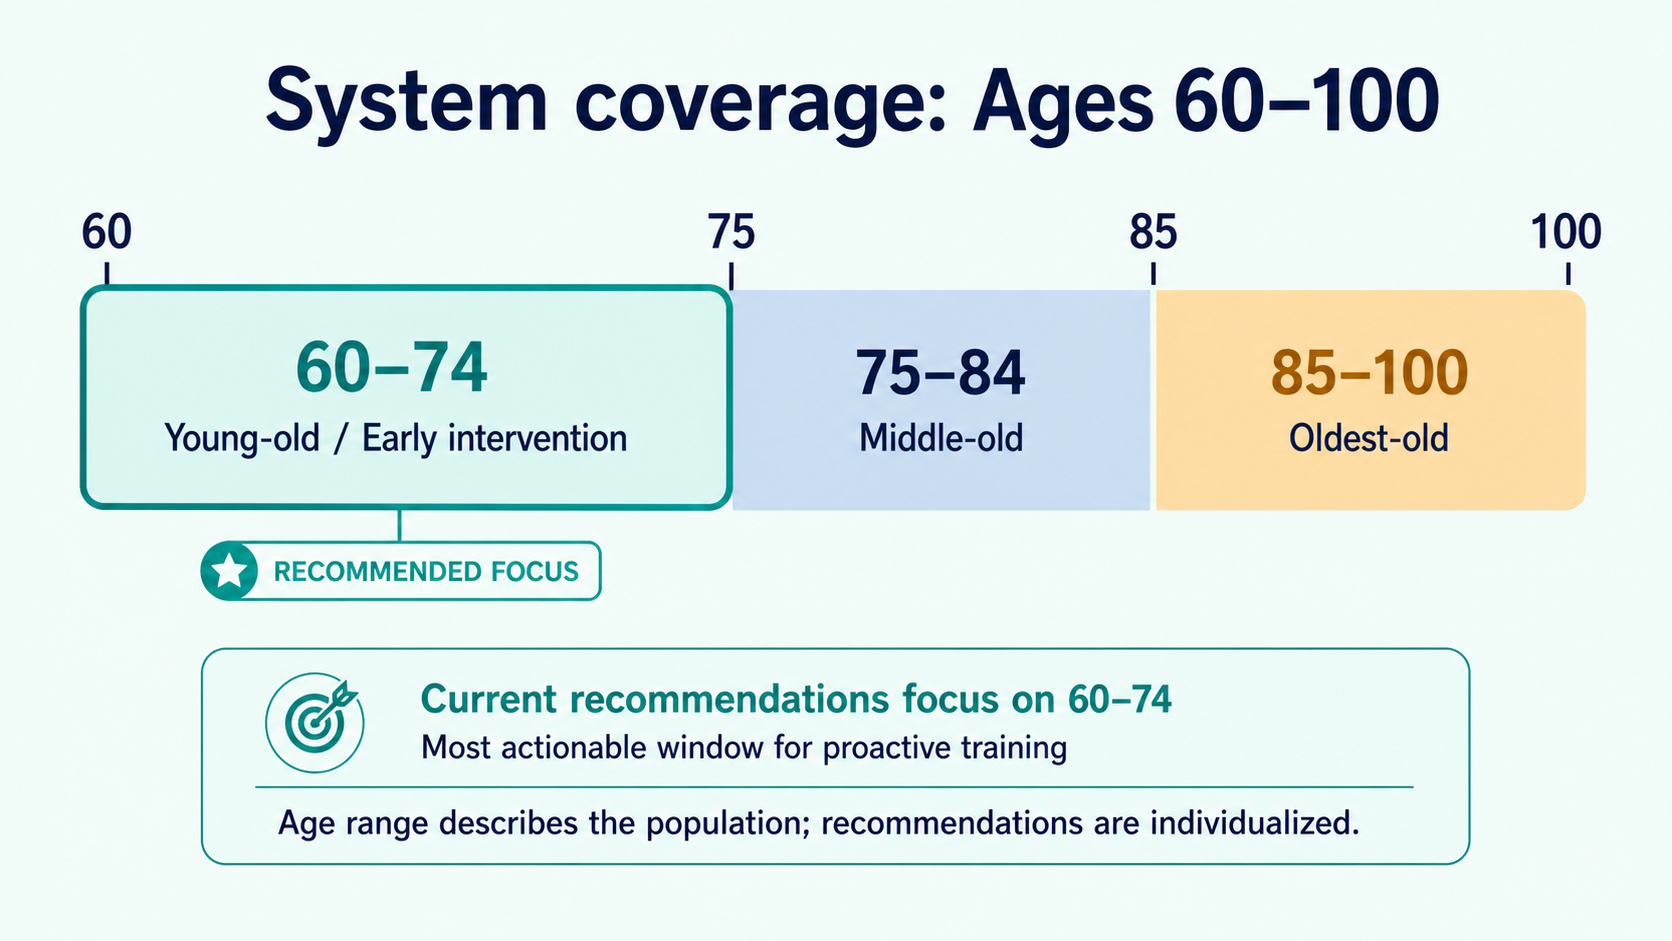 System coverage: Ages 60–100
60
75
85
100
60–74
Young-old / Early intervention
75–84
Middle-old
85–100
Oldest-old
RECOMMENDED FOCUS
Current recommendations focus on 60–74
Most actionable window for proactive training
Age range describes the population; recommendations are individualized.